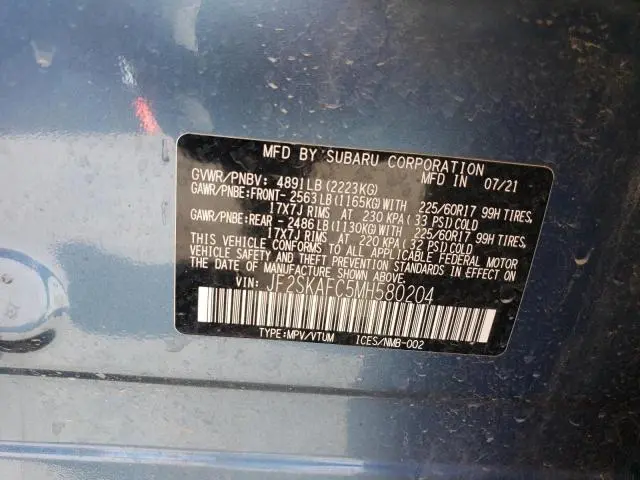 MFD BY SUBARU CORPORATION
GVWR/PNBV: 4891LB (2223KG) MFD IN 07/21
GAWR/PNBE:FRONT- 2563LB (1165KG) WITH 225/60R17 99H TIRES,
17X7J RIMS AT 230 KPA (33 PSI) COLD
GAWR/PNBE:REAR - 2486LB (1130KG) WITH 225/60R17 99H TIRES,
17X7J RIMS AT 220 KPA (32 PSI) COLD
THIS VEHICLE CONFORMS TO ALL APPLICABLE FEDERAL MOTOR
VEHICLE SAFETY AND THEFT PREVENTION STANDARDS IN EFFECT
ON THE DATE OF MANUFACTURE SHOWN ABOVE.
VIN: JF2SKAFC5MH580204
TYPE:MPV/VTUM ICES/NMB-002